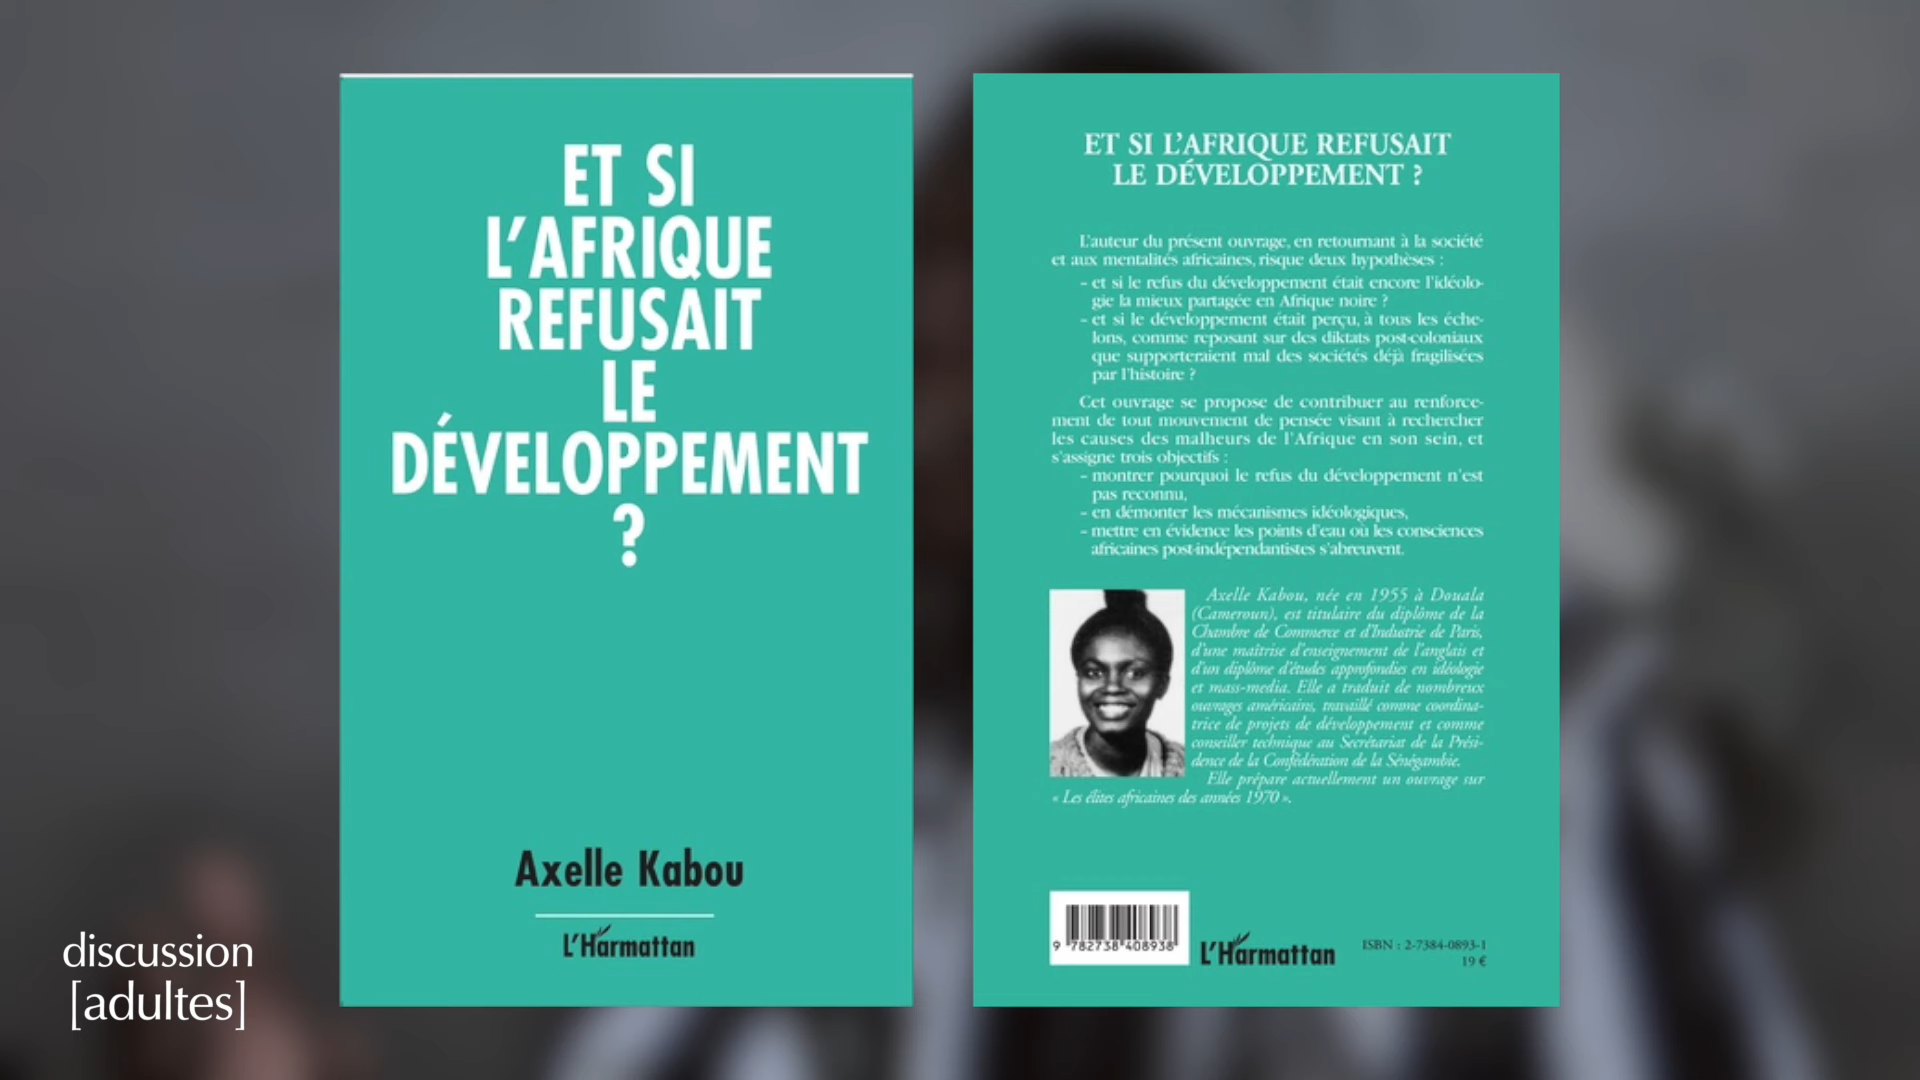 ET SI
L'AFRIQUE
REFUSAIT
LE
DÉVELOPPEMENT
?
Axelle Kabou
L'Harmattan
ET SI L'AFRIQUE REFUSAIT
LE DÉVELOPPEMENT ?
L'auteur du présent ouvrage, en retournant à la société
et aux mentalités africaines, risque deux hypothèses :
– et si le refus du développement était encore l'idéolo-
gie la mieux partagée en Afrique noire ?
– et si le développement était perçu, à tous les éche-
lons, comme reposant sur des diktats post-coloniaux
que supporteraient mal des sociétés déjà fragilisées
par l'histoire ?
Cet ouvrage se propose de contribuer au renforce-
ment de tout mouvement de pensée visant à rechercher
les causes des malheurs de l'Afrique en son sein, et
s'assigne trois objectifs :
– montrer pourquoi le refus du développement n'est
pas reconnu,
– en démonter les mécanismes idéologiques,
– mettre en évidence les points d'eau où les consciences
africaines post-indépendantistes s'abreuvent.
Axelle Kabou, née en 1955 à Douala
(Cameroun), est titulaire du diplôme de la
Chambre de Commerce et d'Industrie de Paris,
d'une maîtrise d'enseignement de l'anglais et
d'un diplôme d'études approfondies en idéologie
et mass-media. Elle a traduit de nombreux
ouvrages américains, travaillé comme coordina-
trice de projets de développement et comme
conseiller technique au Secrétariat de la Prési-
dence de la Confédération de la Sénégambie.
Elle prépare actuellement un ouvrage sur
« Les élites africaines des années 1970 ».
9 782738 408938
L'Harmattan
ISBN : 2-7384-0893-1
19 €
discussion
[adultes]